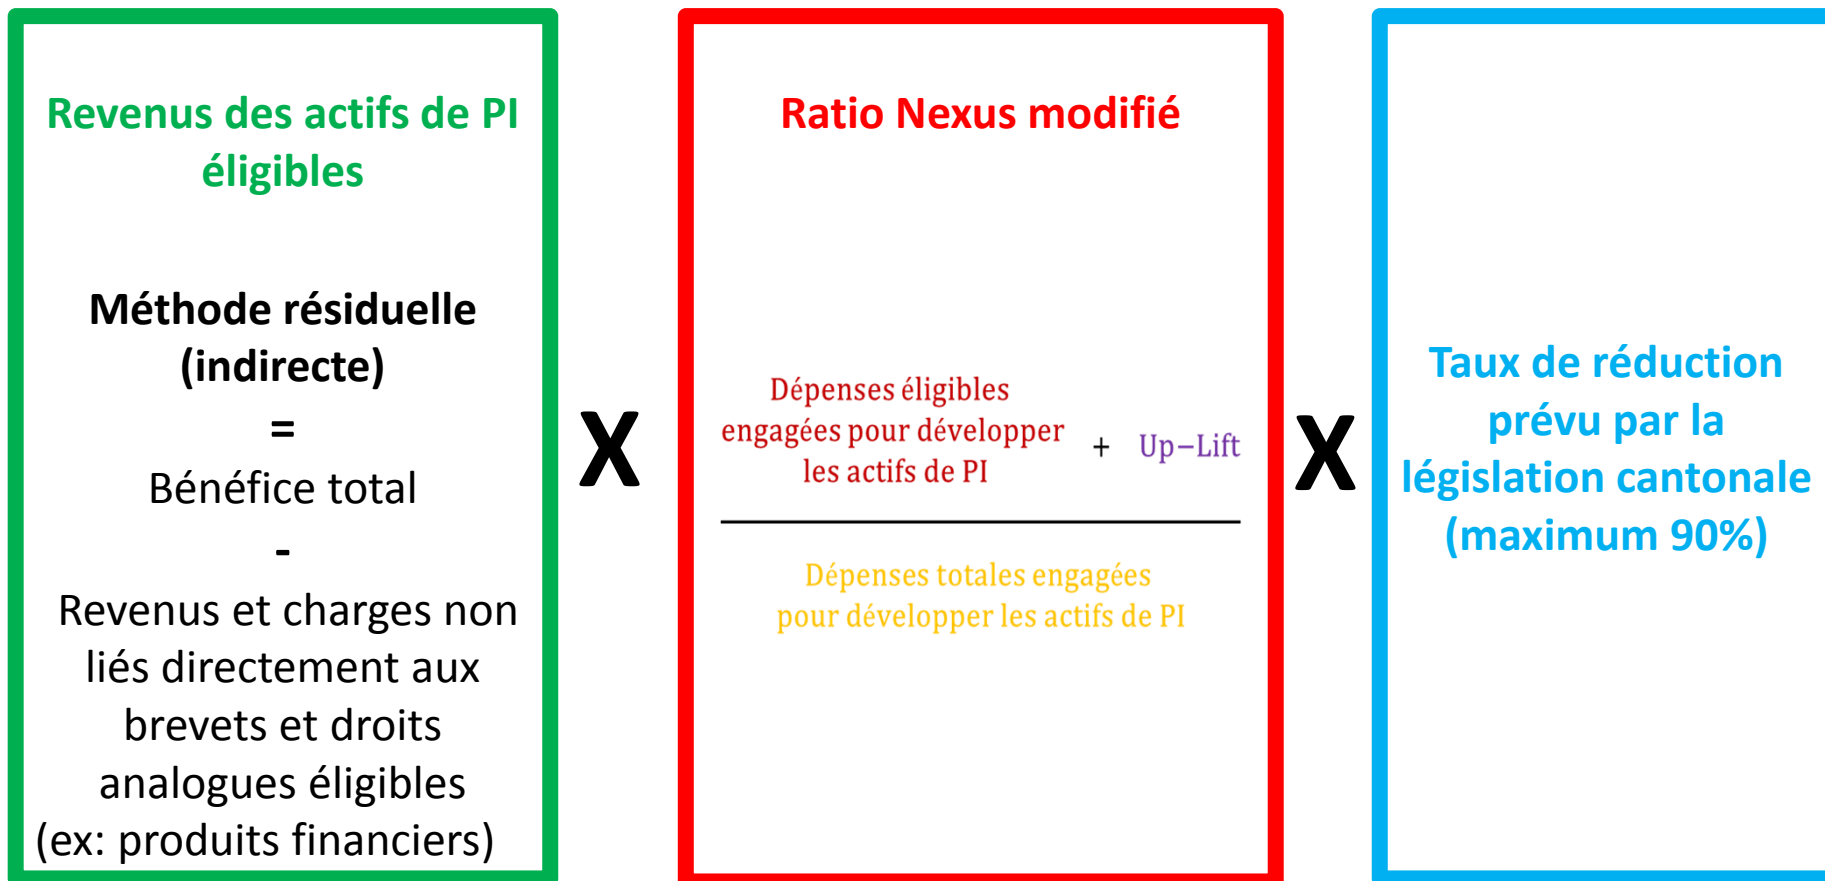 Revenus des actifs de PI
éligibles
Méthode résiduelle
(indirecte)
=
Bénéfice total
-
Revenus et charges non
liés directement aux
brevets et droits
analogues éligibles
(ex: produits financiers)
X
Ratio Nexus modifié
Dépenses éligibles
engagées pour développer
les actifs de PI
+ Up–Lift
Dépenses totales engagées
pour développer les actifs de PI
X
Taux de réduction
prévu par la
législation cantonale
(maximum 90%)